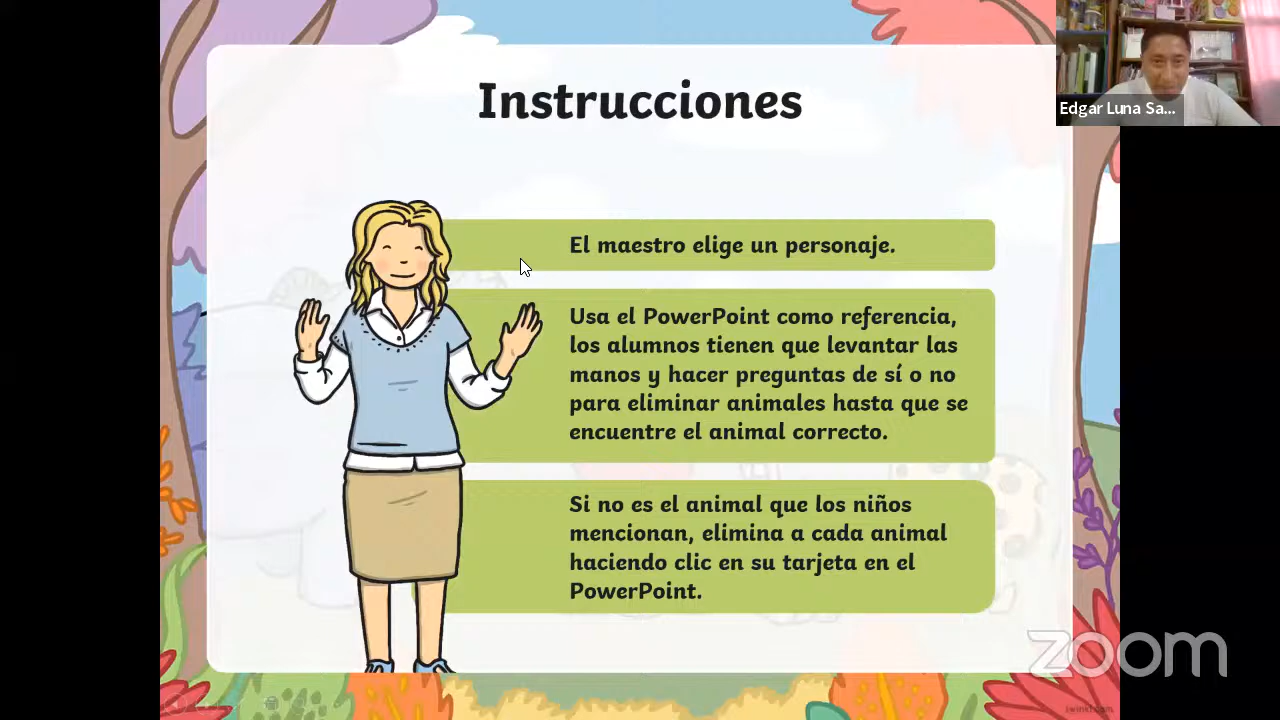 Instrucciones
Edgar Luna Sa...
El maestro elige un personaje.
Usa el PowerPoint como referencia,
los alumnos tienen que levantar las
manos y hacer preguntas de sí o no
para eliminar animales hasta que se
encuentre el animal correcto.
Si no es el animal que los niños
mencionan, elimina a cada animal
haciendo clic en su tarjeta en el
PowerPoint.
zoom